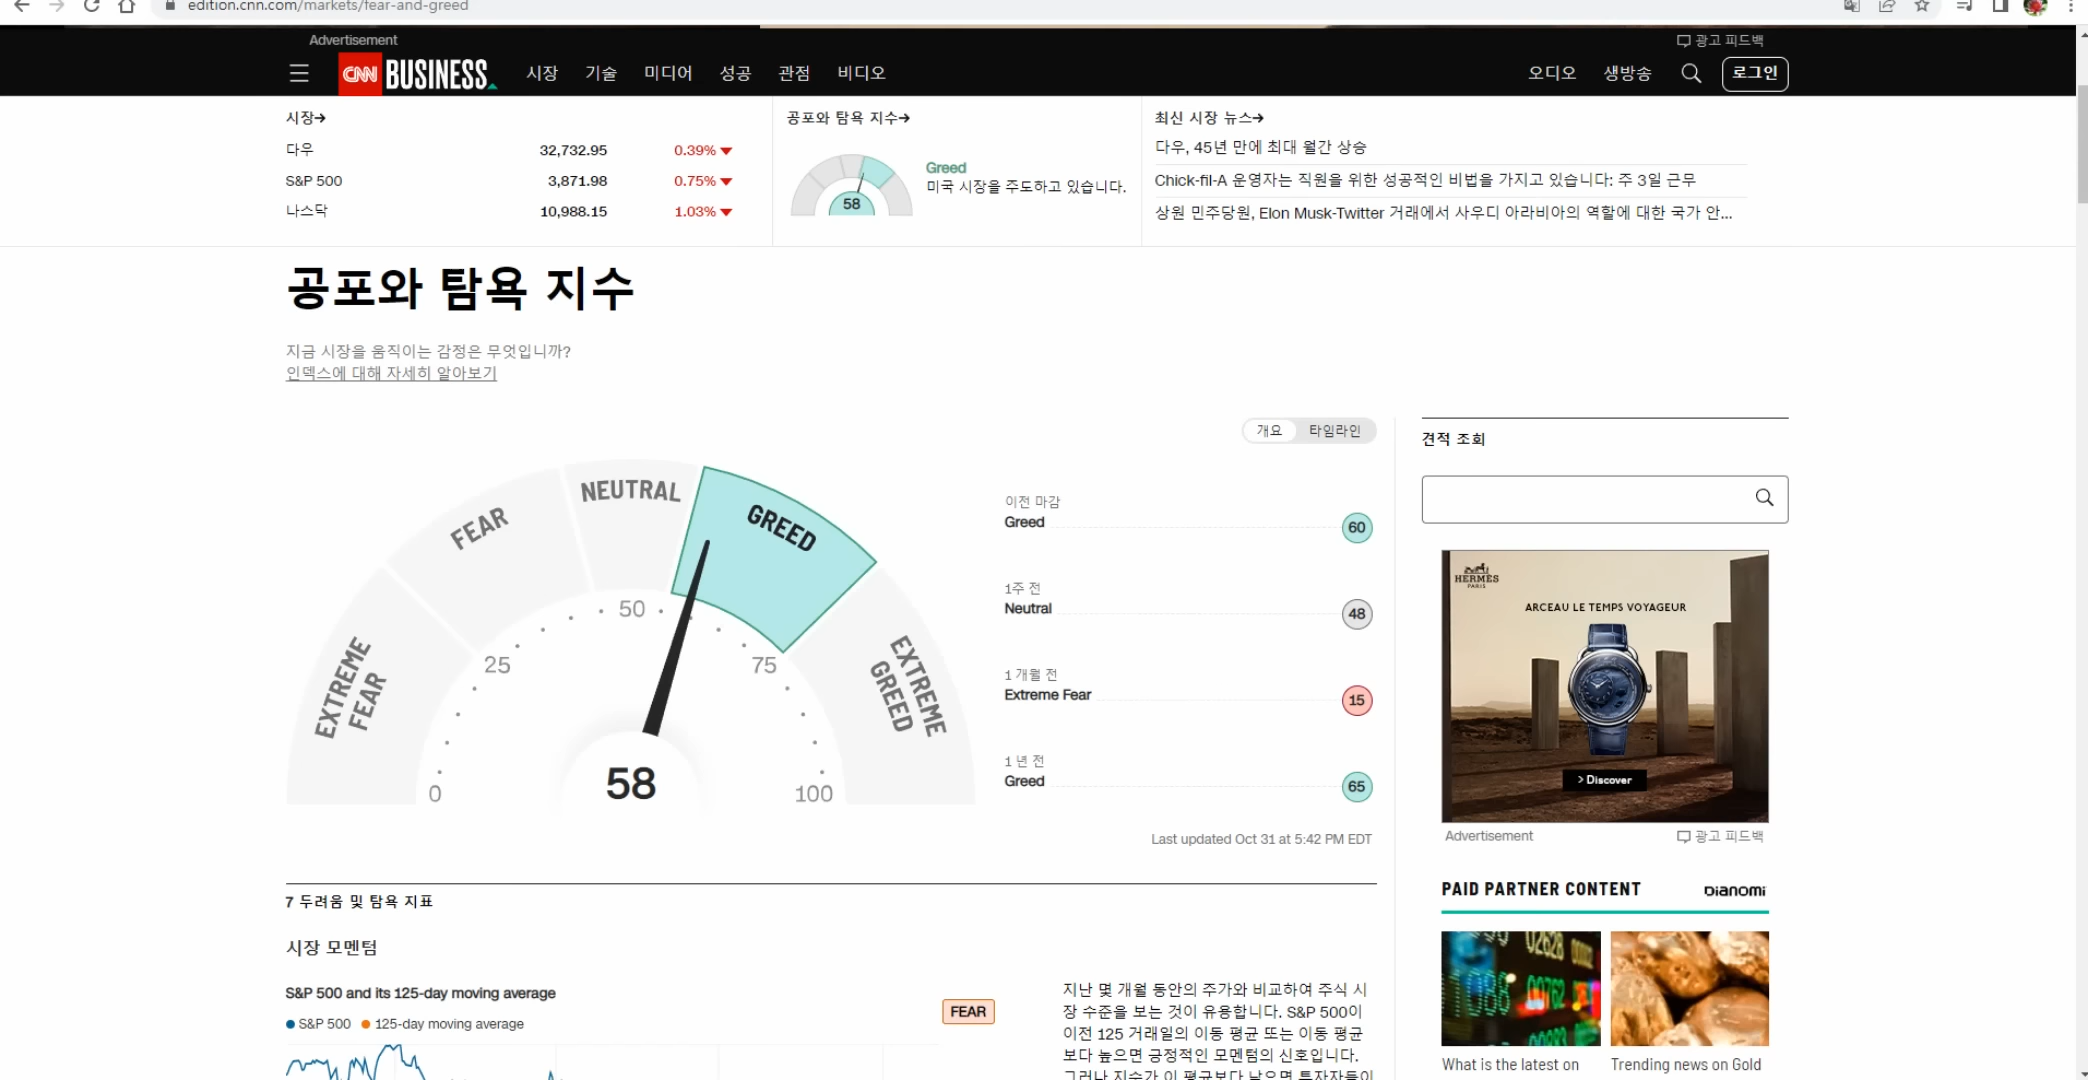 edition.cnn.com/markets/fear-and-greed
Advertisement
광고 피드백
CNN BUSINESS
시장 기술 미디어 성공 관점 비디오
오디오 생방송 로그인
시장→
다우 32,732.95 0.39%
S&P 500 3,871.98 0.75%
나스닥 10,988.15 1.03%
공포와 탐욕 지수→
Greed
미국 시장을 주도하고 있습니다.
58
최신 시장 뉴스→
다우, 45년 만에 최대 월간 상승
Chick-fil-A 운영자는 직원을 위한 성공적인 비법을 가지고 있습니다: 주 3일 근무
상원 민주당원, Elon Musk-Twitter 거래에서 사우디 아라비아의 역할에 대한 국가 안...
공포와 탐욕 지수
지금 시장을 움직이는 감정은 무엇입니까?
인덱스에 대해 자세히 알아보기
개요 타임라인
EXTREME
FEAR
FEAR
NEUTRAL
GREED
EXTREME
GREED
0
25
50
75
100
58
이전 마감
Greed 60
1주 전
Neutral 48
1 개월 전
Extreme Fear 15
1 년 전
Greed 65
Last updated Oct 31 at 5:42 PM EDT
견적 조회
HERMÈS
PARIS
ARCEAU LE TEMPS VOYAGEUR
> Discover
Advertisement
광고 피드백
PAID PARTNER CONTENT
Dianomi
What is the latest on
Trending news on Gold
7 두려움 및 탐욕 지표
시장 모멘텀
S&P 500 and its 125-day moving average
S&P 500 125-day moving average
FEAR
지난 몇 개월 동안의 주가와 비교하여 주식 시
장 수준을 보는 것이 유용합니다. S&P 500이
이전 125 거래일의 이동 평균 또는 이동 평균
보다 높으면 긍정적인 모멘텀의 신호입니다.
그러나 지수가 이 평균보다 낮으면 투자자들이